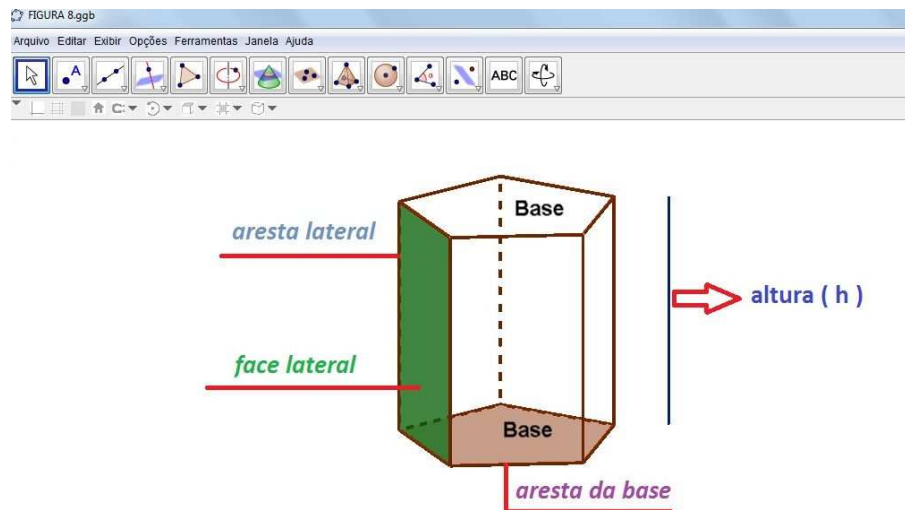 FIGURA 8.ggb
Arquivo Editar Exibir Opções Ferramentas Janela Ajuda
A
ABC
Base
aresta lateral
altura ( h )
face lateral
Base
aresta da base